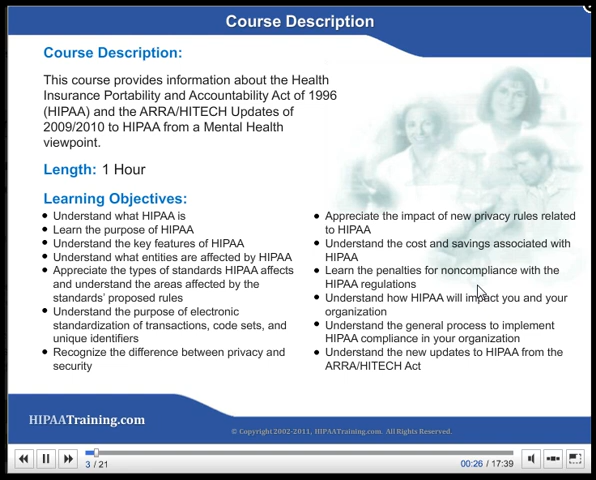 Course Description
Course Description:
This course provides information about the Health
Insurance Portability and Accountability Act of 1996
(HIPAA) and the ARRA/HITECH Updates of
2009/2010 to HIPAA from a Mental Health
viewpoint.
Length: 1 Hour
Learning Objectives:
• Understand what HIPAA is
• Learn the purpose of HIPAA
• Understand the key features of HIPAA
• Understand what entities are affected by HIPAA
• Appreciate the types of standards HIPAA affects
and understand the areas affected by the
standards' proposed rules
• Understand the purpose of electronic
standardization of transactions, code sets, and
unique identifiers
• Recognize the difference between privacy and
security
• Appreciate the impact of new privacy rules related
to HIPAA
• Understand the cost and savings associated with
HIPAA
• Learn the penalties for noncompliance with the
HIPAA regulations
• Understand how HIPAA will impact you and your
organization
• Understand the general process to implement
HIPAA compliance in your organization
• Understand the new updates to HIPAA from the
ARRA/HITECH Act
HIPAATraining.com
© Copyright 2002-2011, HIPAATraining.com. All Rights Reserved.
3 / 21
00:26 / 17:39